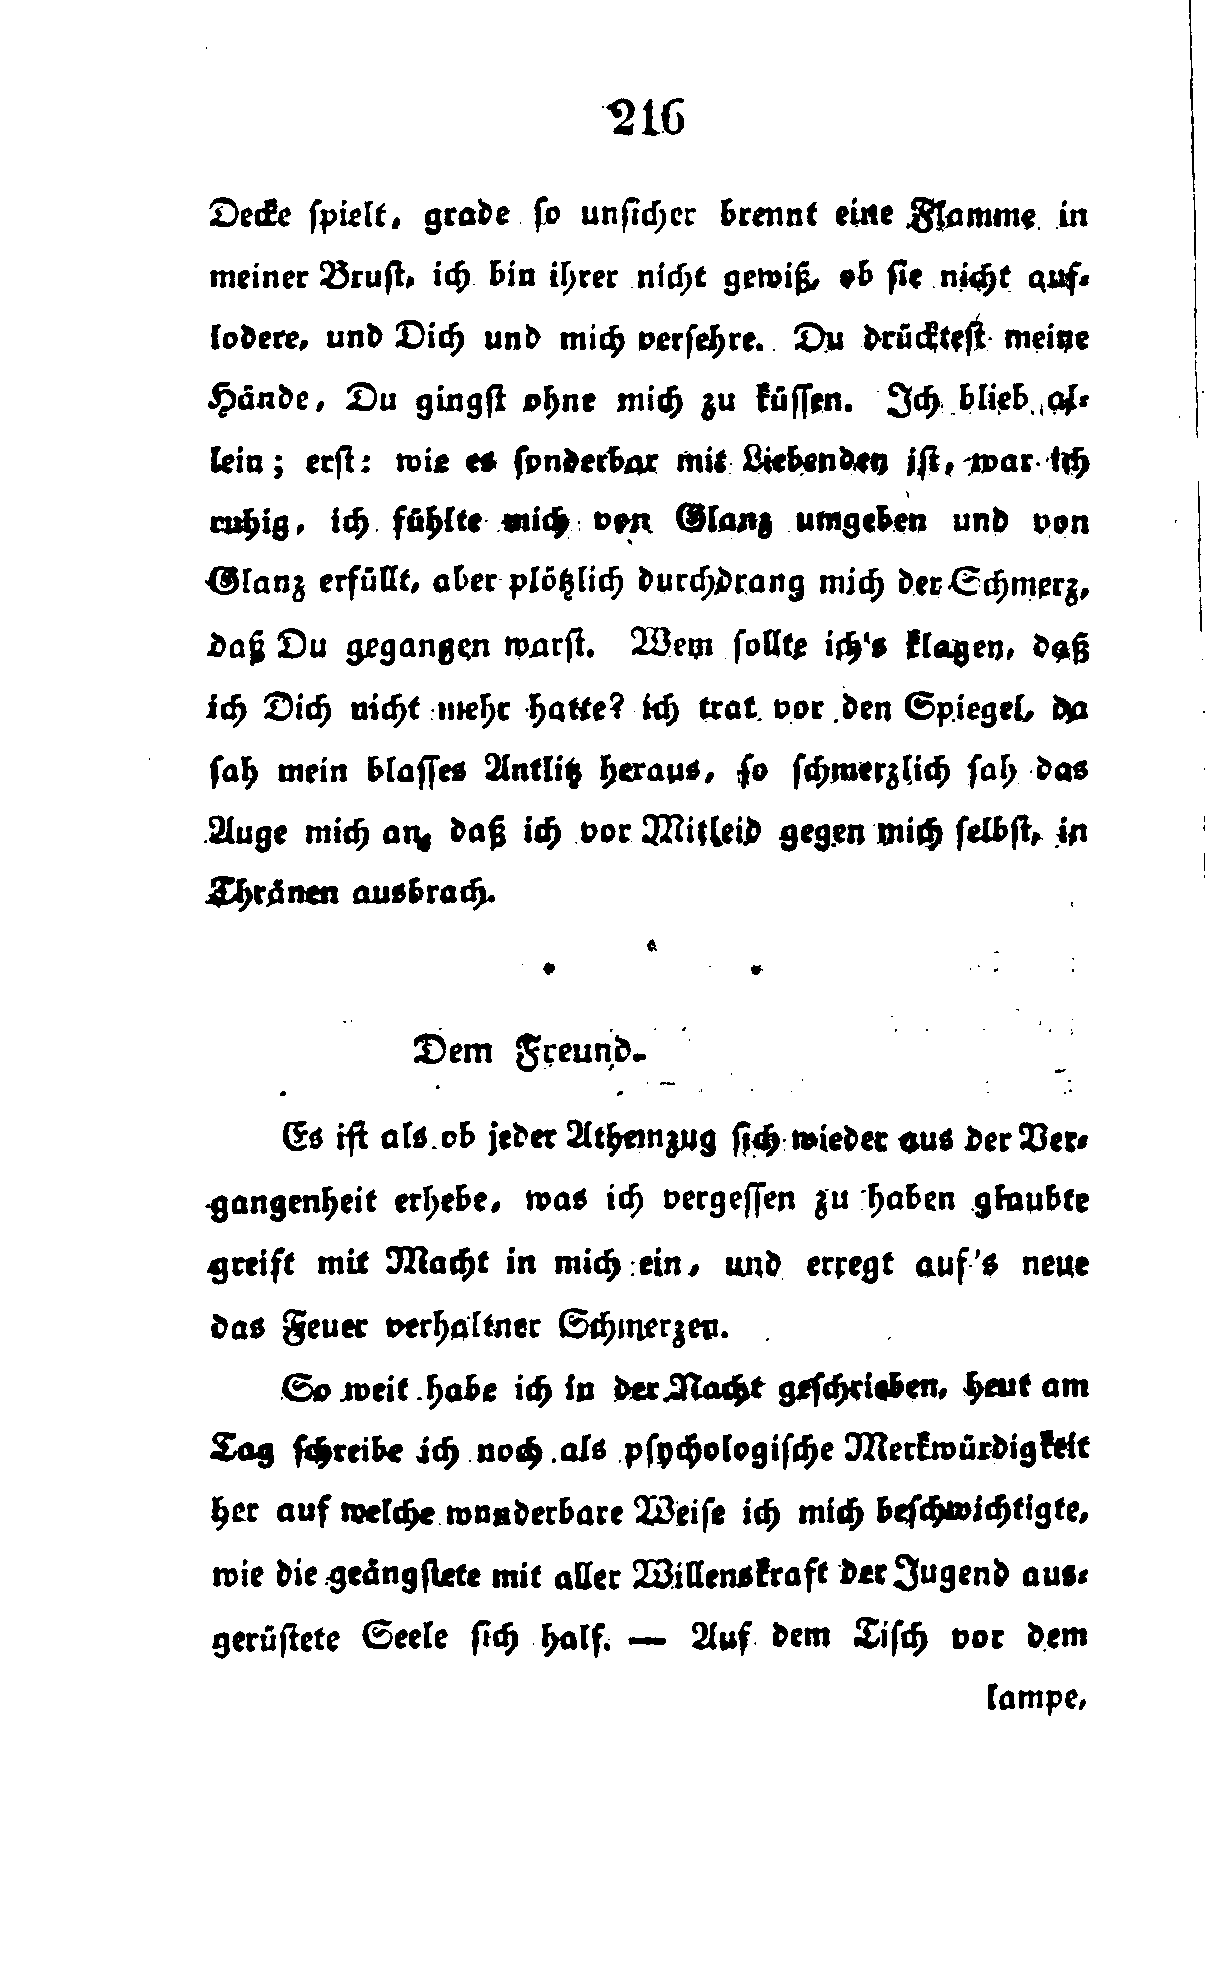 216
Decke spielt, grade so unsicher brennt eine Flamme in
meiner Brust, ich bin ihrer nicht gewiß, ob sie nicht auf-
lodere, und Dich und mich versehre. Du drücktest meine
Hände, Du gingst ohne mich zu küssen. Ich blieb al-
lein; erst: wie es sonderbar mit Liebenden ist, war ich
ruhig, ich fühlte mich von Glanz umgeben und von
Glanz erfüllt, aber plötzlich durchdrang mich der Schmerz,
daß Du gegangen warst. Wem sollte ich's klagen, daß
ich Dich nicht mehr hatte? ich trat vor den Spiegel, da
sah mein blasses Antlitz heraus, so schmerzlich sah das
Auge mich an, daß ich vor Mitleid gegen mich selbst, in
Thränen ausbrach.
* * *
Dem Freund.
Es ist als ob jeder Athemzug sich wieder aus der Ver-
gangenheit erhebe, was ich vergessen zu haben glaubte
greift mit Macht in mich ein, und erregt auf's neue
das Feuer verhaltner Schmerzen.
So weit habe ich in der Nacht geschrieben, heut am
Tag schreibe ich noch als psychologische Merkwürdigkeit
her auf welche wunderbare Weise ich mich beschwichtigte,
wie die geängstete mit aller Willenskraft der Jugend aus-
gerüstete Seele sich half. — Auf dem Tisch vor dem
lampe,